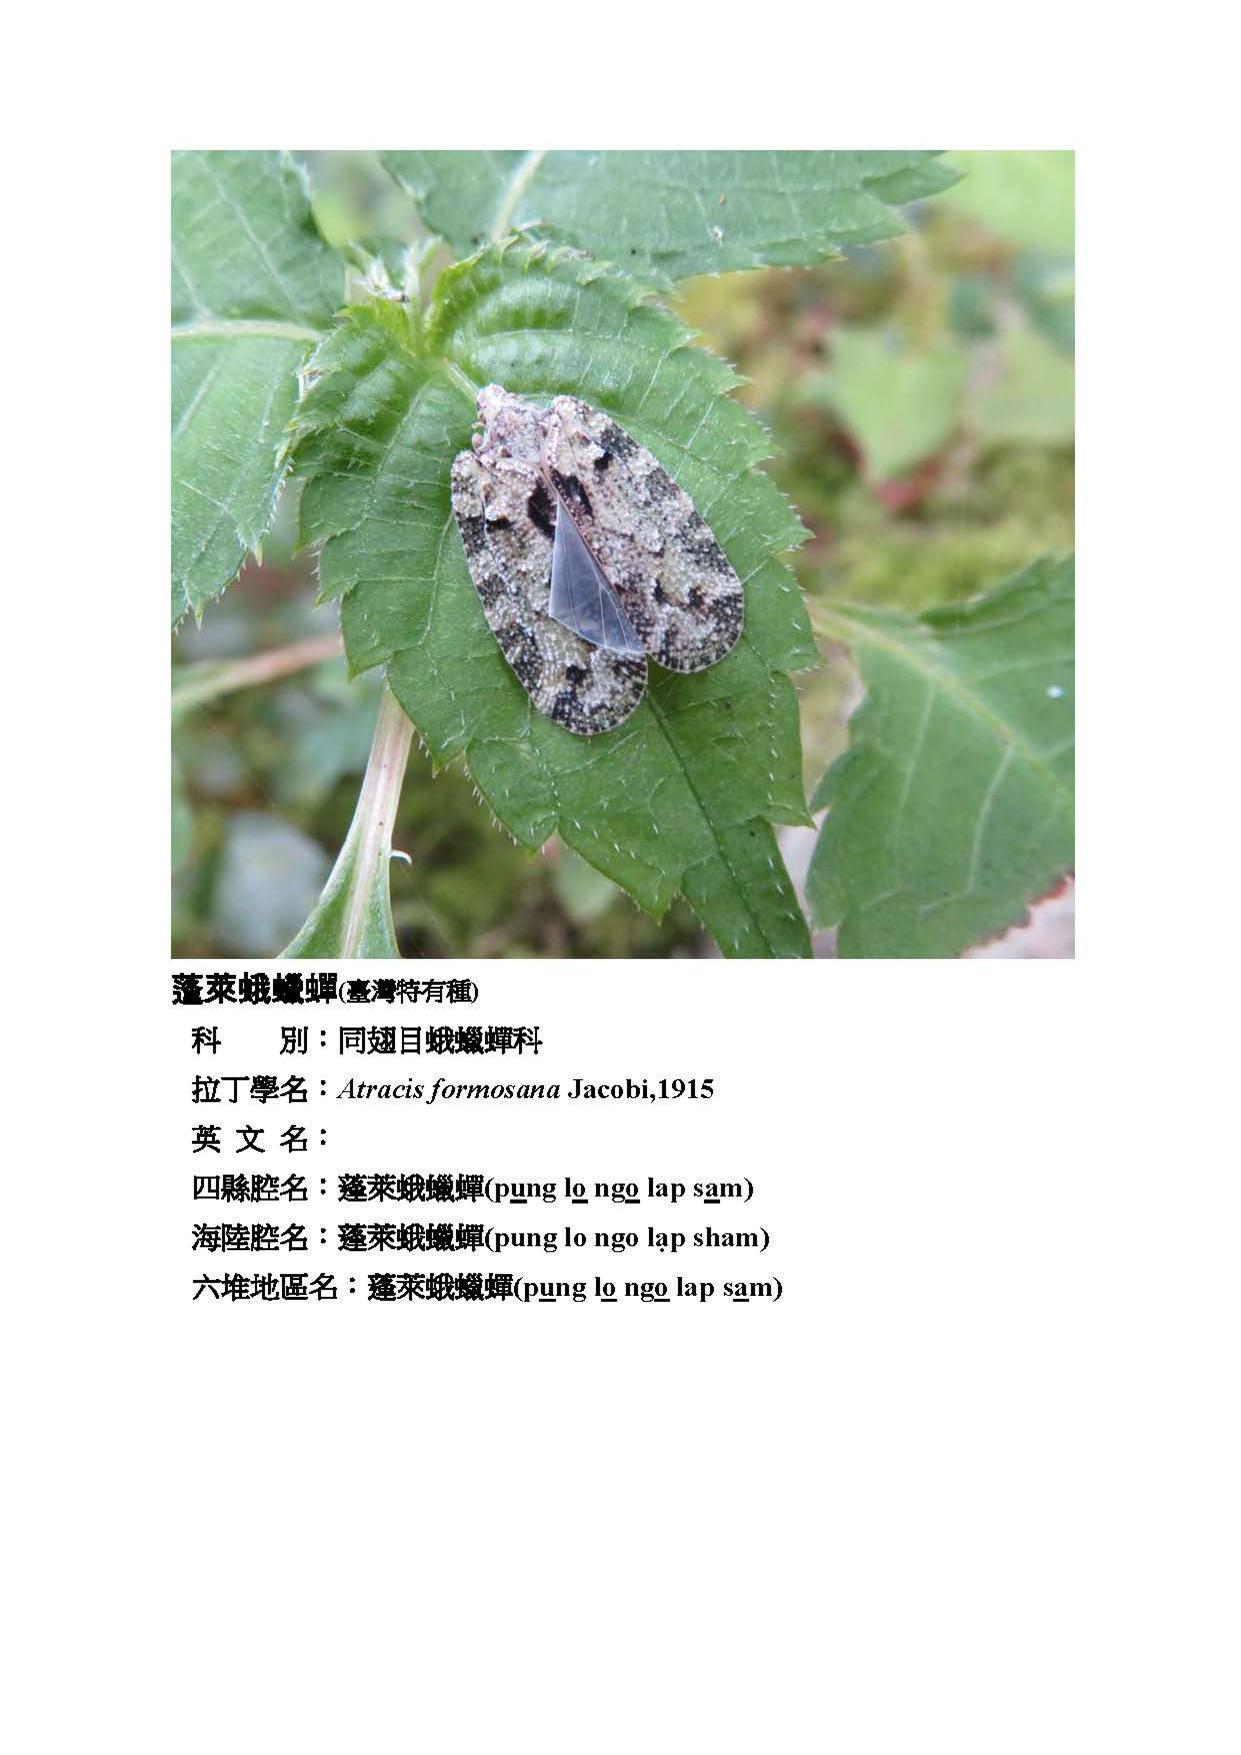 蓬萊蛾蠟蟬(臺灣特有種)
科　　別：同翅目蛾蠟蟬科
拉丁學名：Atracis formosana Jacobi,1915
英 文 名：
四縣腔名：蓬萊蛾蠟蟬(pung lo ngo lap sam)
海陸腔名：蓬萊蛾蠟蟬(pung lo ngo lạp sham)
六堆地區名：蓬萊蛾蠟蟬(pung lo ngo lap sam)